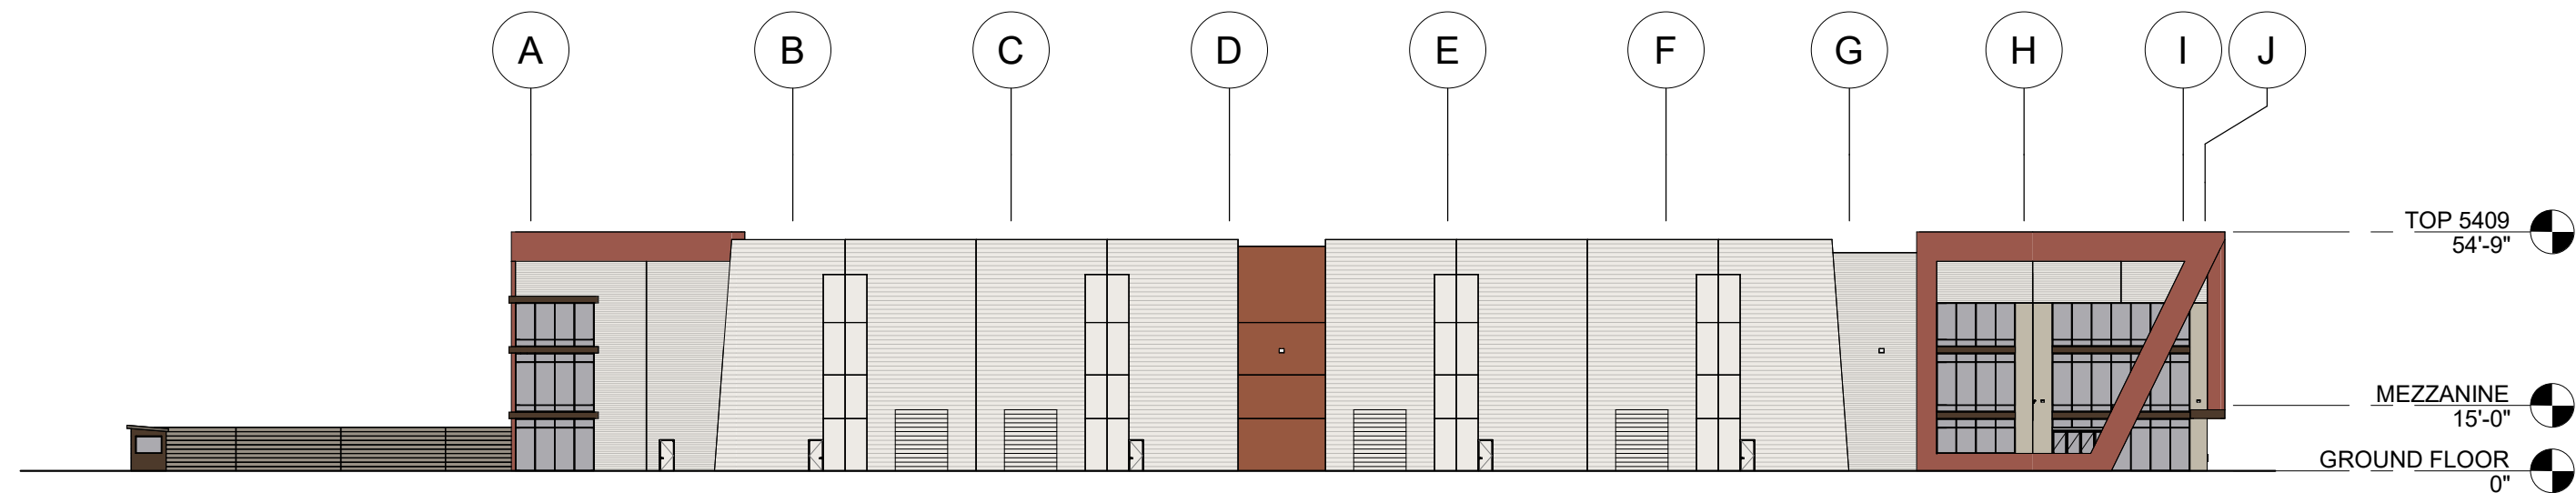 A B C D E F G H I J
TOP 5409
54'-9"
MEZZANINE
15'-0"
GROUND FLOOR
0"